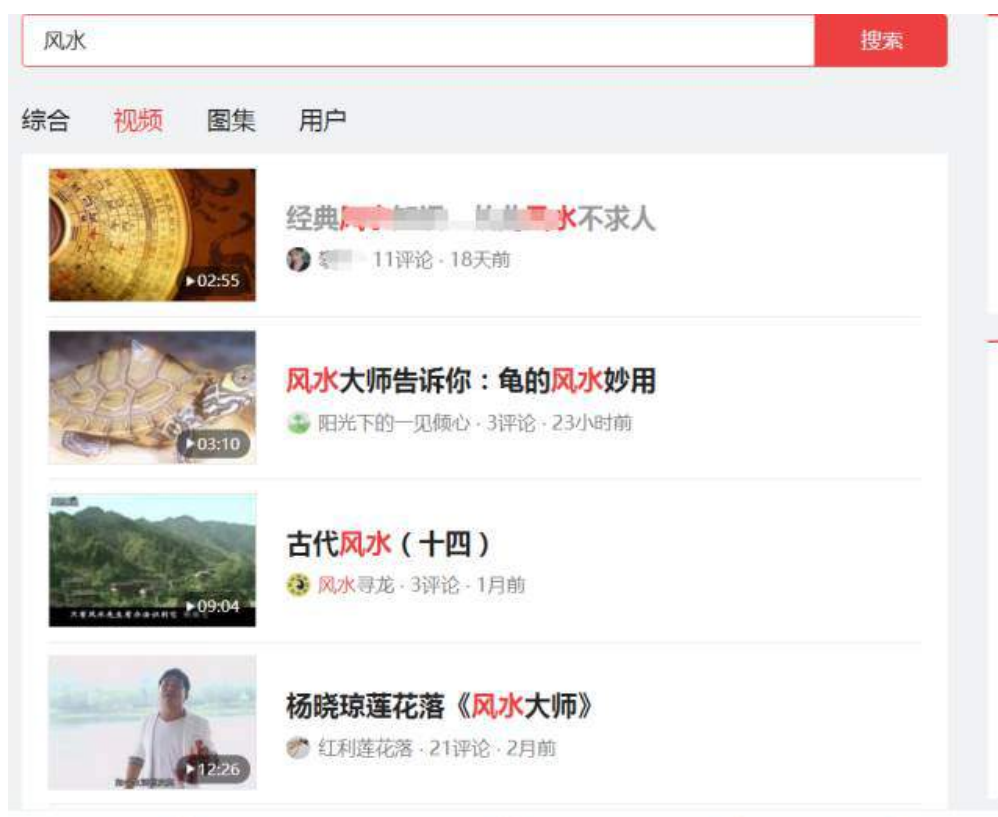 风水
搜索
综合 视频 图集 用户
经典 水不求人
11评论 · 18天前
02:55
风水大师告诉你：龟的风水妙用
阳光下的一见倾心 · 3评论 · 23小时前
03:10
古代风水（十四）
风水寻龙 · 3评论 · 1月前
09:04
杨晓琼莲花落《风水大师》
红利莲花落 · 21评论 · 2月前
12:26